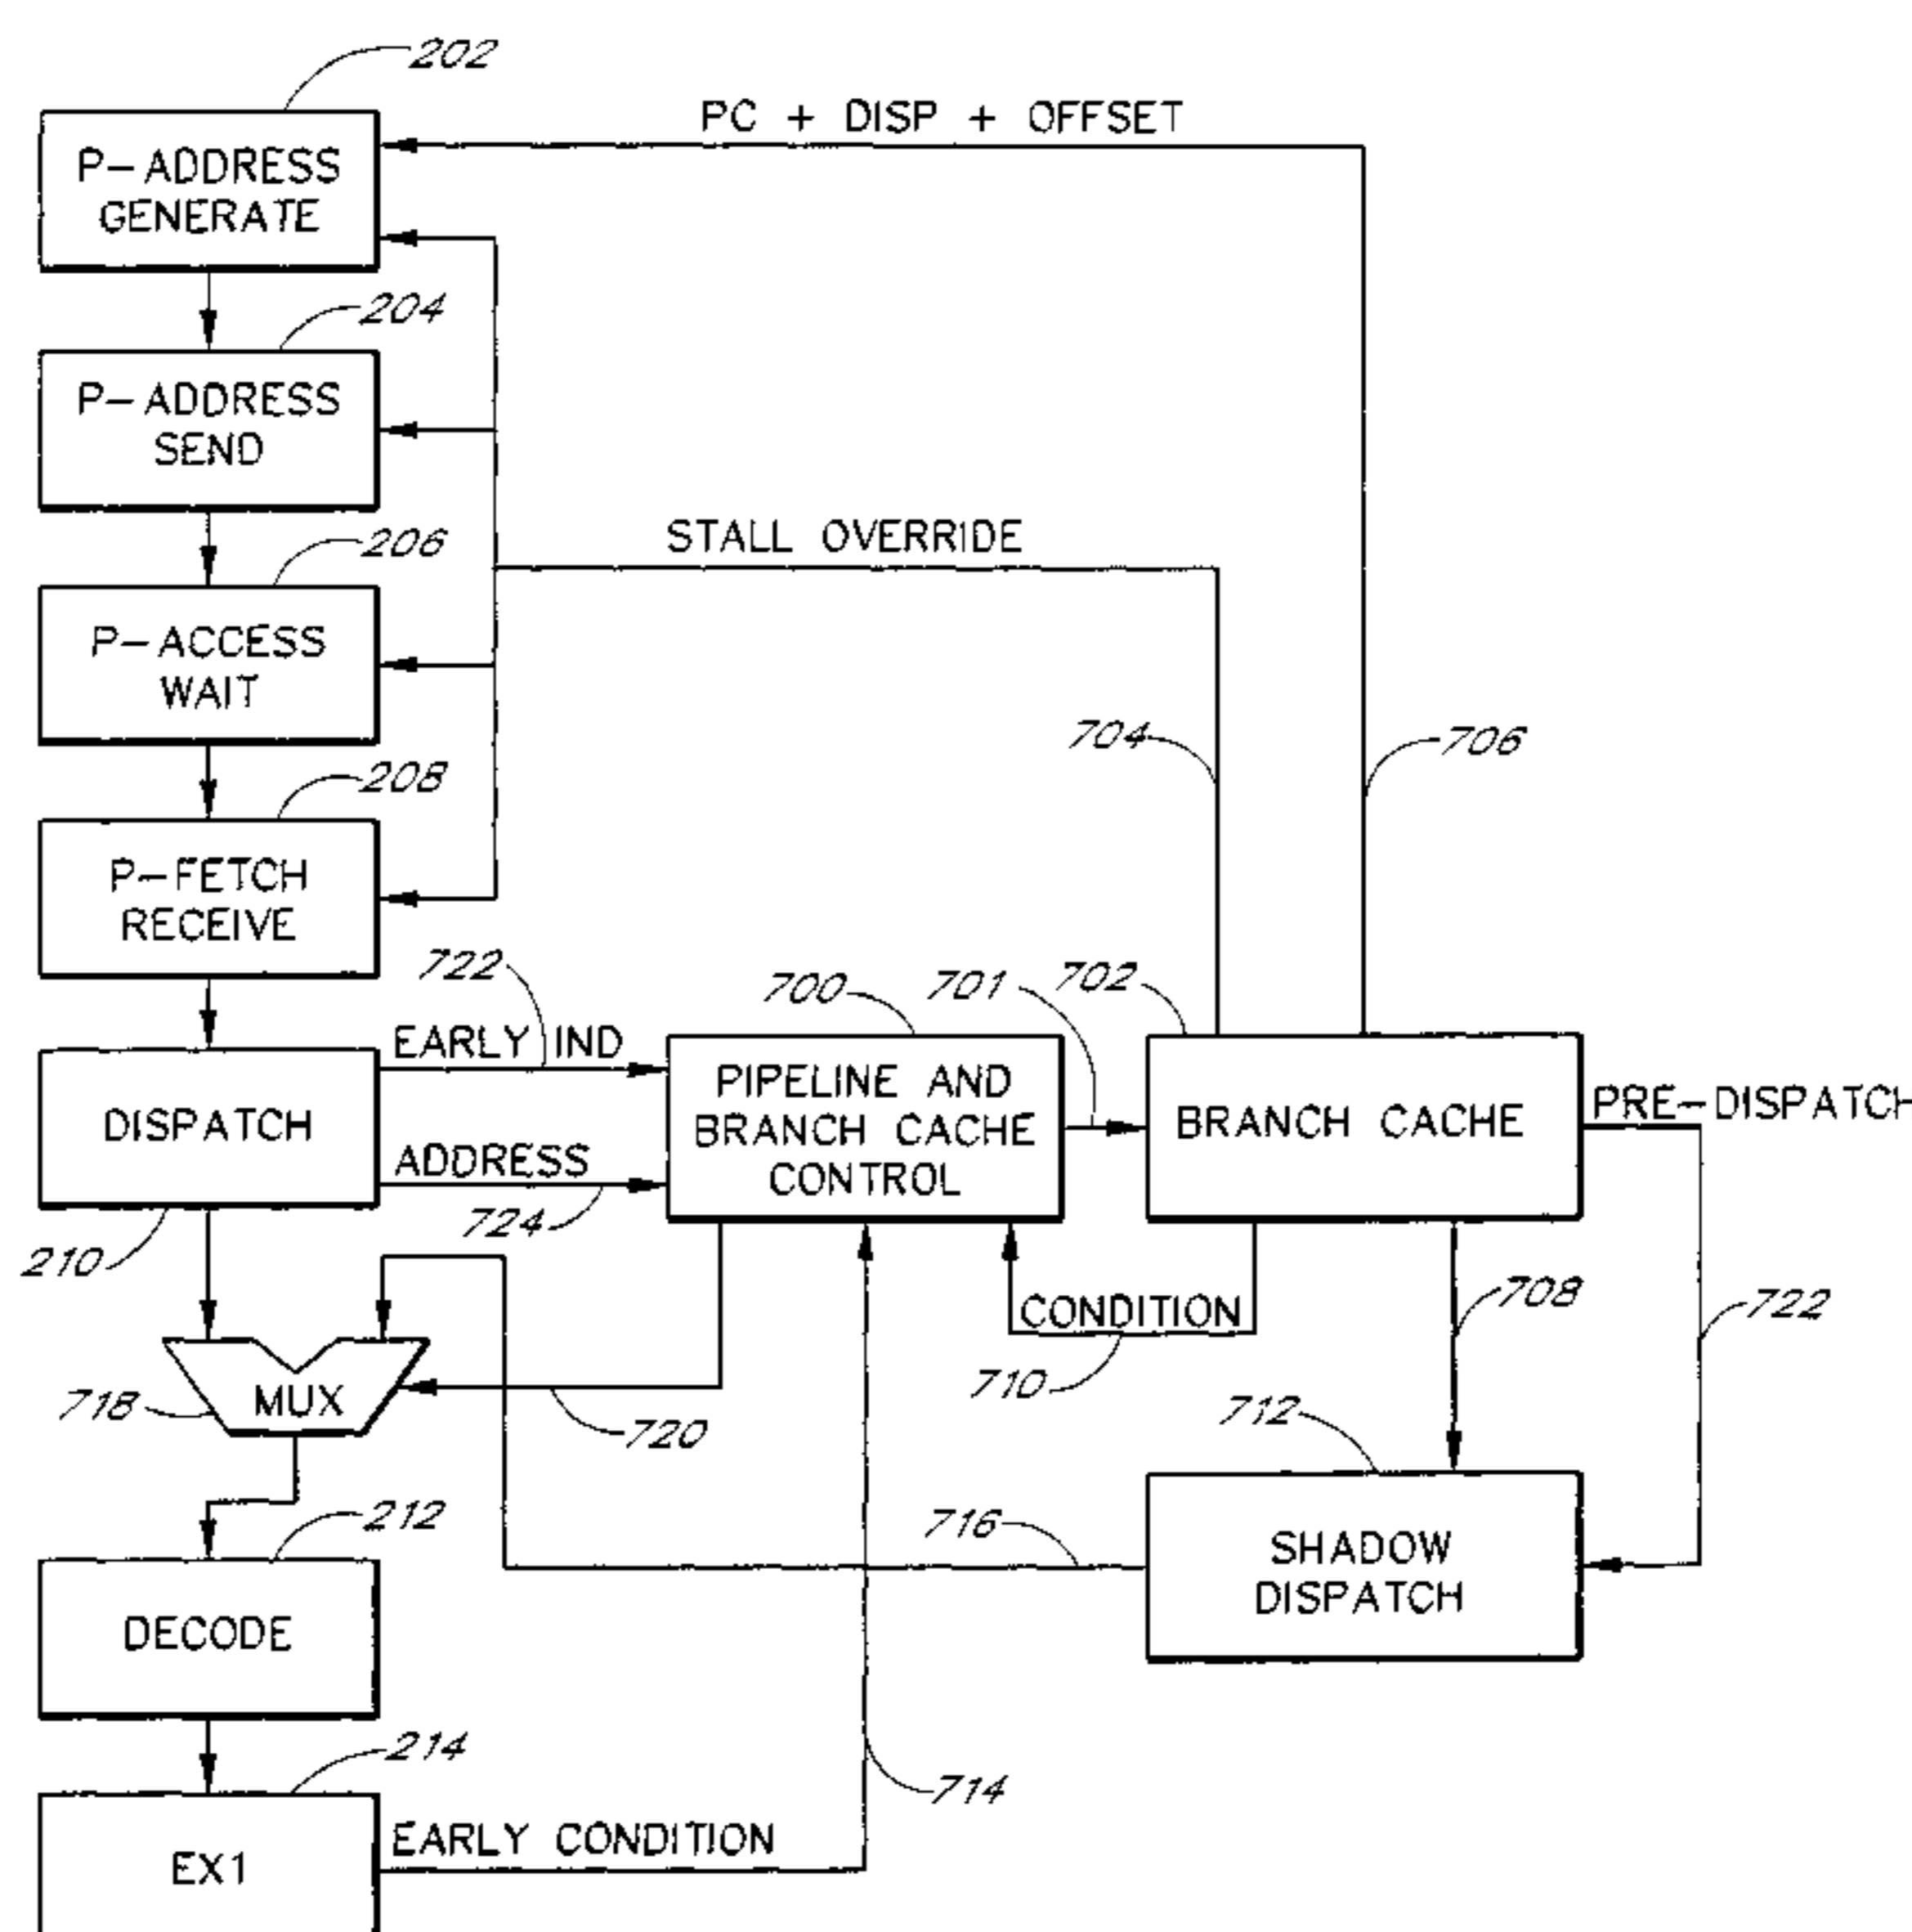 202
PC + DISP + OFFSET
P-ADDRESS
GENERATE
204
P-ADDRESS
SEND
STALL OVERRIDE
206
P-ACCESS
WAIT
704
706
208
P-FETCH
RECEIVE
722
700
701
702
EARLY IND
DISPATCH
ADDRESS
724
210
PIPELINE AND
BRANCH CACHE
CONTROL
BRANCH CACHE
PRE-DISPATCH
CONDITION
710
708
722
MUX
718
720
712
716
SHADOW
DISPATCH
212
DECODE
214
714
EARLY CONDITION
EX1